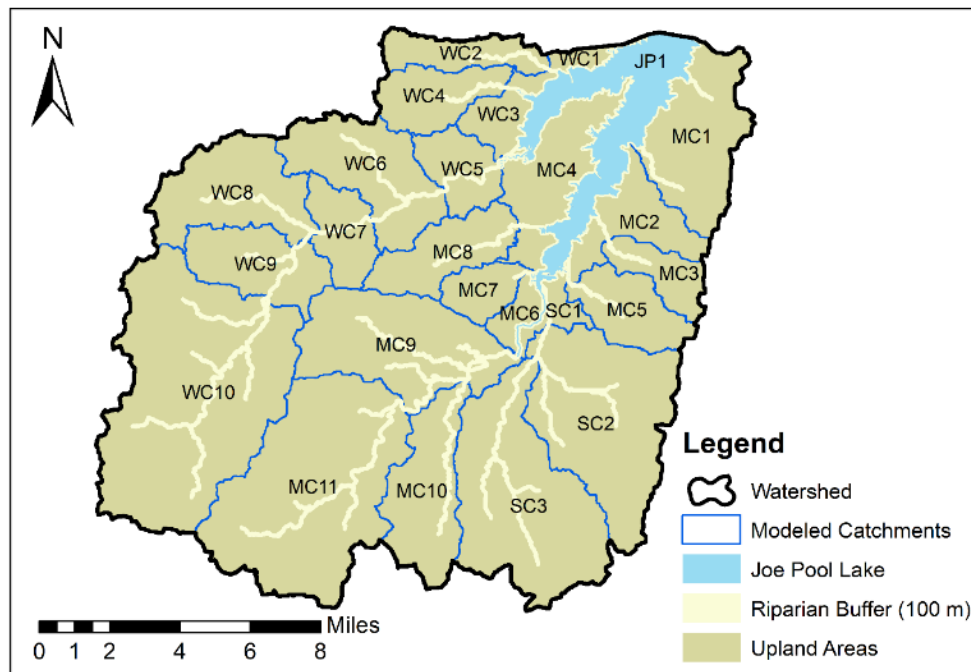 N
WC2
WC1
JP1
WC4
WC3
MC1
WC6
WC5
MC4
WC8
MC2
WC7
MC8
WC9
MC3
MC7
MC6
SC1
MC5
MC9
WC10
SC2
MC11
MC10
SC3
Legend
Watershed
Modeled Catchments
Joe Pool Lake
Riparian Buffer (100 m)
Upland Areas
Miles
0 1 2 4 6 8